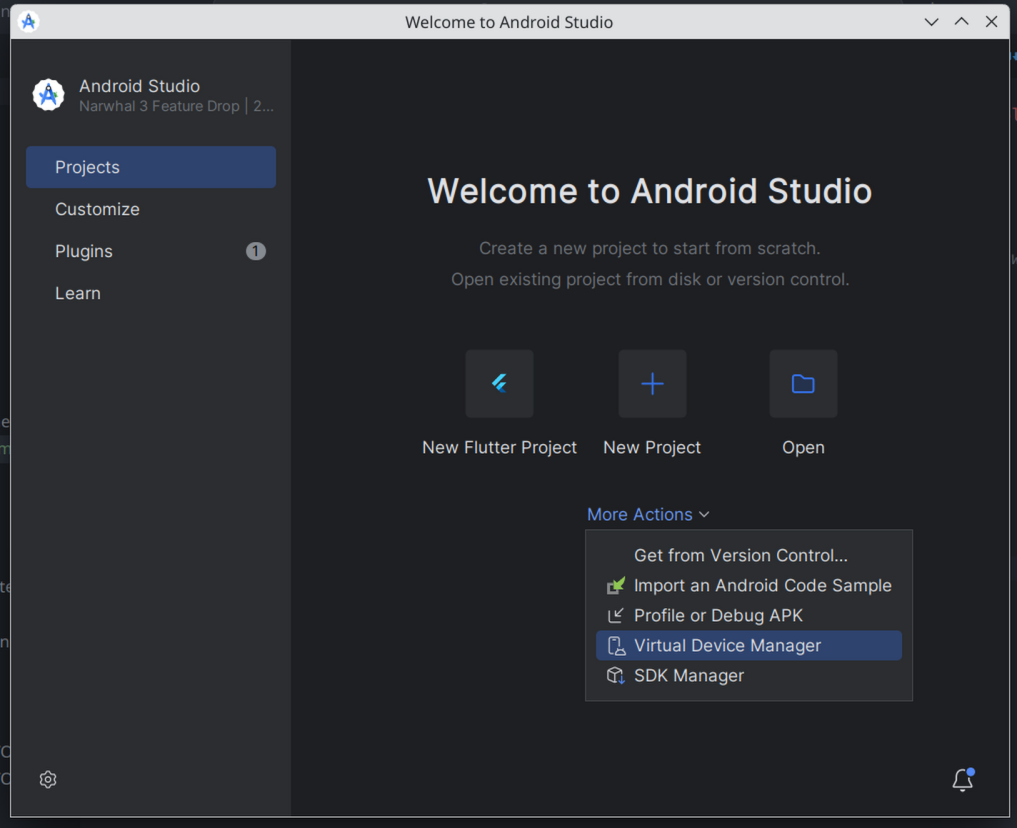 Welcome to Android Studio
Android Studio
Narwhal 3 Feature Drop | 2...
Projects
Customize
Plugins
1
Learn
Welcome to Android Studio
Create a new project to start from scratch.
Open existing project from disk or version control.
New Flutter Project
New Project
Open
More Actions
Get from Version Control...
Import an Android Code Sample
Profile or Debug APK
Virtual Device Manager
SDK Manager